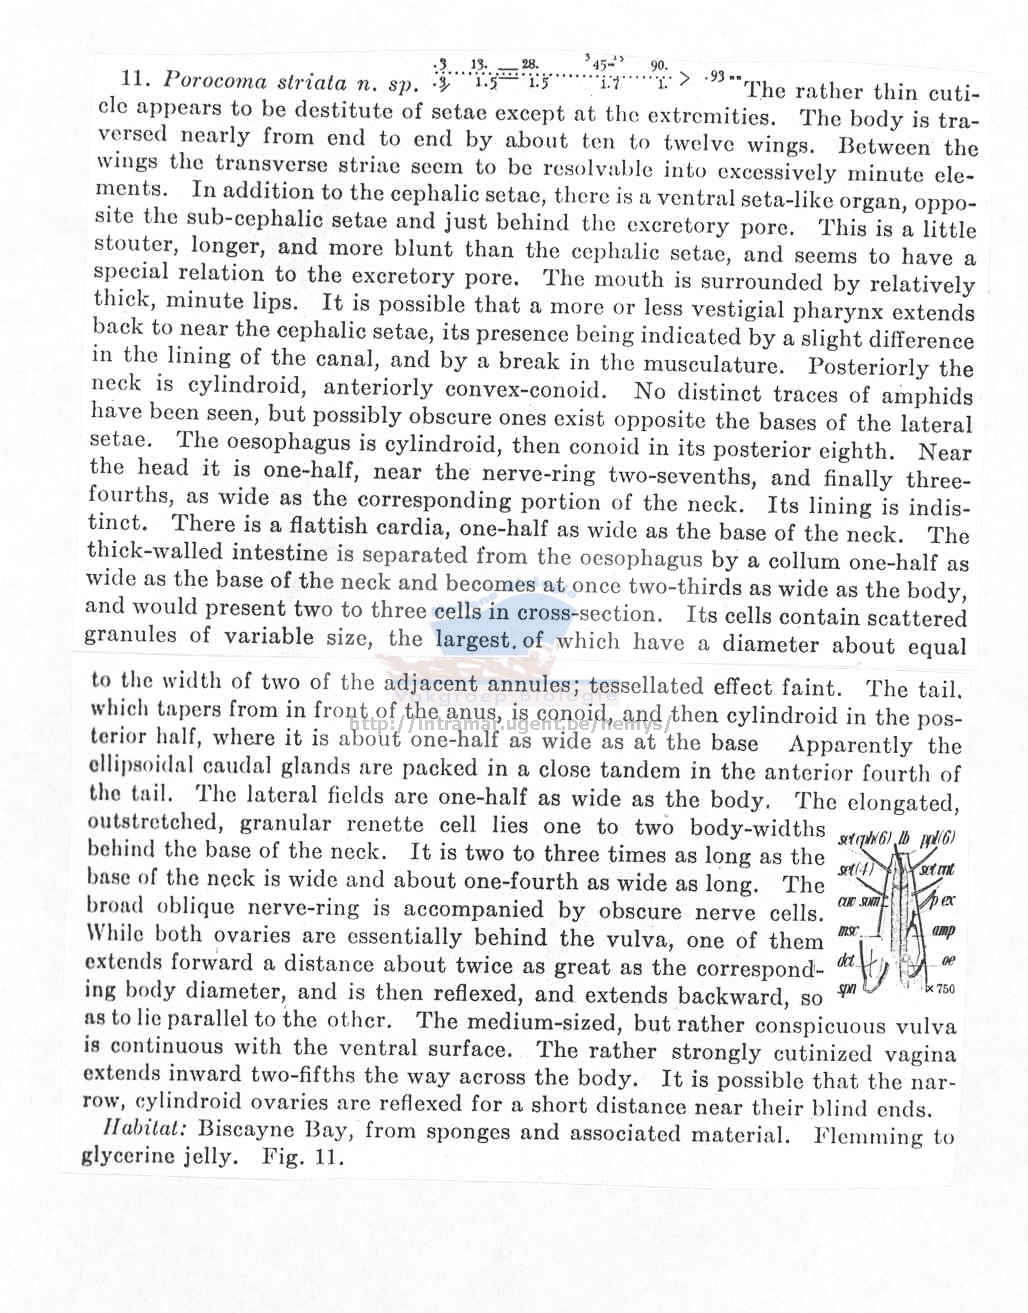 11. Porocoma striata n. sp. .3 13. 28. 45- 90. > .93 mm The rather thin cuti-
.3 1.5 1.5 1.7 1.
cle appears to be destitute of setae except at the extremities. The body is tra-
versed nearly from end to end by about ten to twelve wings. Between the
wings the transverse striae seem to be resolvable into excessively minute ele-
ments. In addition to the cephalic setae, there is a ventral seta-like organ, oppo-
site the sub-cephalic setae and just behind the excretory pore. This is a little
stouter, longer, and more blunt than the cephalic setae, and seems to have a
special relation to the excretory pore. The mouth is surrounded by relatively
thick, minute lips. It is possible that a more or less vestigial pharynx extends
back to near the cephalic setae, its presence being indicated by a slight difference
in the lining of the canal, and by a break in the musculature. Posteriorly the
neck is cylindroid, anteriorly convex-conoid. No distinct traces of amphids
have been seen, but possibly obscure ones exist opposite the bases of the lateral
setae. The oesophagus is cylindroid, then conoid in its posterior eighth. Near
the head it is one-half, near the nerve-ring two-sevenths, and finally three-
fourths, as wide as the corresponding portion of the neck. Its lining is indis-
tinct. There is a flattish cardia, one-half as wide as the base of the neck. The
thick-walled intestine is separated from the oesophagus by a collum one-half as
wide as the base of the neck and becomes at once two-thirds as wide as the body,
and would present two to three cells in cross-section. Its cells contain scattered
granules of variable size, the largest of which have a diameter about equal
to the width of two of the adjacent annules; tessellated effect faint. The tail,
Vakgroep Biologie
which tapers from in front of the anus, is conoid, and then cylindroid in the pos-
http://intramar.ugent.be/nemys/
terior half, where it is about one-half as wide as at the base Apparently the
ellipsoidal caudal glands are packed in a close tandem in the anterior fourth of
the tail. The lateral fields are one-half as wide as the body. The elongated,
outstretched, granular renette cell lies one to two body-widths
behind the base of the neck. It is two to three times as long as the
base of the neck is wide and about one-fourth as wide as long. The
broad oblique nerve-ring is accompanied by obscure nerve cells.
While both ovaries are essentially behind the vulva, one of them
extends forward a distance about twice as great as the correspond-
ing body diameter, and is then reflexed, and extends backward, so
set cph(6) lb ppl(6)
set(4) set mt
cuv som p ex
msc amp
dct oe
spn × 750
as to lie parallel to the other. The medium-sized, but rather conspicuous vulva
is continuous with the ventral surface. The rather strongly cutinized vagina
extends inward two-fifths the way across the body. It is possible that the nar-
row, cylindroid ovaries are reflexed for a short distance near their blind ends.
Habitat: Biscayne Bay, from sponges and associated material. Flemming to
glycerine jelly. Fig. 11.